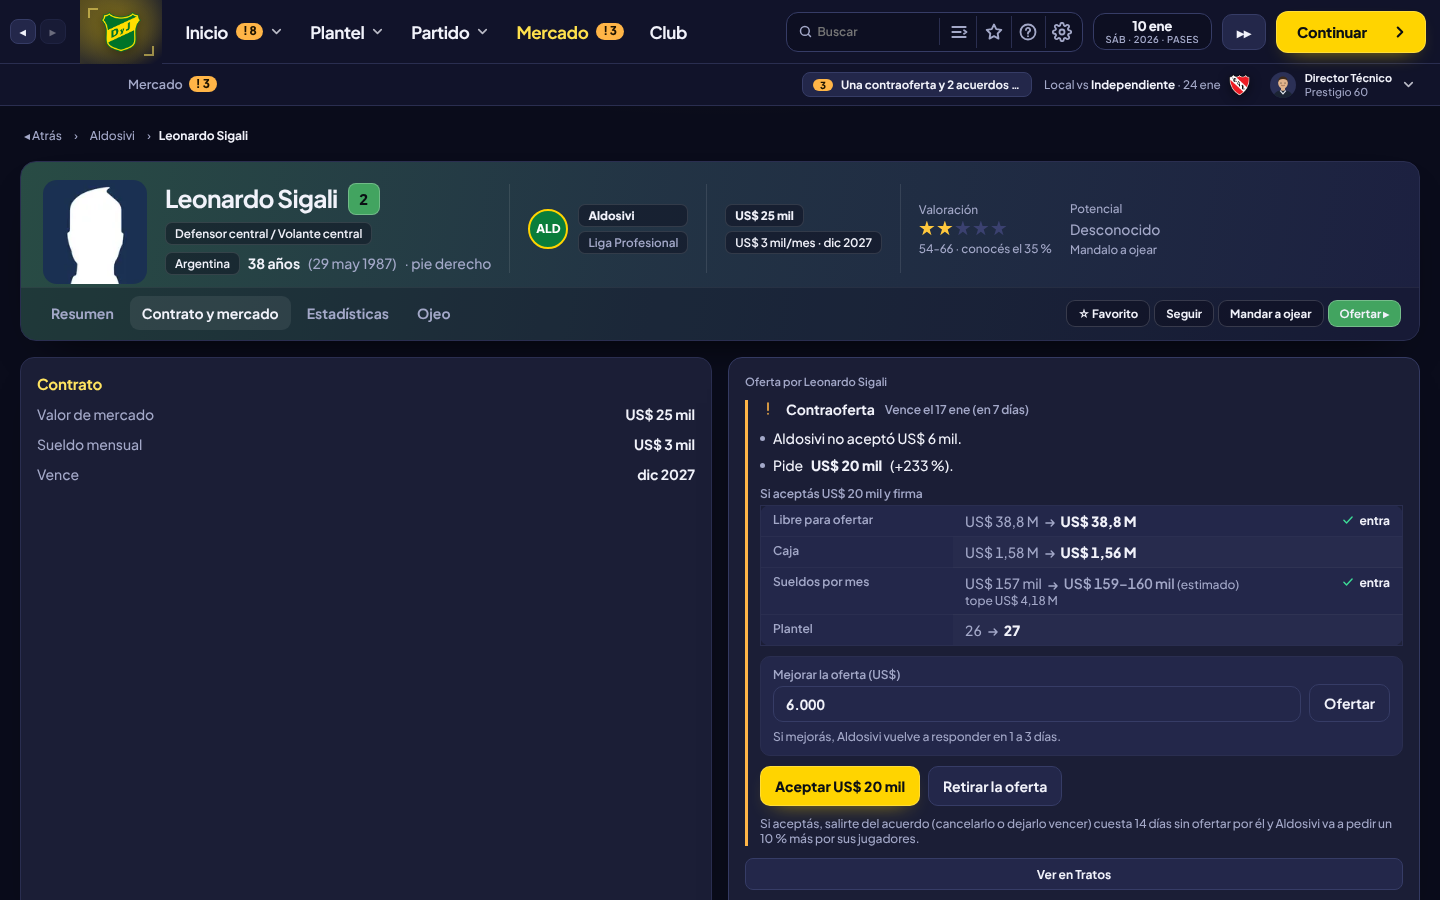 Inicio ! 8 Plantel Partido Mercado ! 3 Club
Buscar
10 ene
SÁB · 2026 · PASES
Continuar
DYJ
Mercado ! 3
3 Una contraoferta y 2 acuerdos ...
Local vs Independiente · 24 ene
Director Técnico
Prestigio 60
◂ Atrás › Aldosivi › Leonardo Sigali
Leonardo Sigali 2
Defensor central / Volante central
Argentina 38 años (29 may 1987) · pie derecho
ALD
Aldosivi
Liga Profesional
US$ 25 mil
US$ 3 mil/mes · dic 2027
Valoración
54–66 · conocés el 35 %
Potencial
Desconocido
Mandalo a ojear
Resumen Contrato y mercado Estadísticas Ojeo
☆ Favorito Seguir Mandar a ojear Ofertar ▸
Contrato
Valor de mercado US$ 25 mil
Sueldo mensual US$ 3 mil
Vence dic 2027
Oferta por Leonardo Sigali
! Contraoferta Vence el 17 ene (en 7 días)
• Aldosivi no aceptó US$ 6 mil.
• Pide US$ 20 mil (+233 %).
Si aceptás US$ 20 mil y firma
Libre para ofertar US$ 38,8 M → US$ 38,8 M ✓ entra
Caja US$ 1,58 M → US$ 1,56 M
Sueldos por mes US$ 157 mil → US$ 159–160 mil (estimado) ✓ entra
tope US$ 4,18 M
Plantel 26 → 27
Mejorar la oferta (US$)
6.000 Ofertar
Si mejorás, Aldosivi vuelve a responder en 1 a 3 días.
Aceptar US$ 20 mil Retirar la oferta
Si aceptás, salirte del acuerdo (cancelarlo o dejarlo vencer) cuesta 14 días sin ofertar por él y Aldosivi va a pedir un
10 % más por sus jugadores.
Ver en Tratos